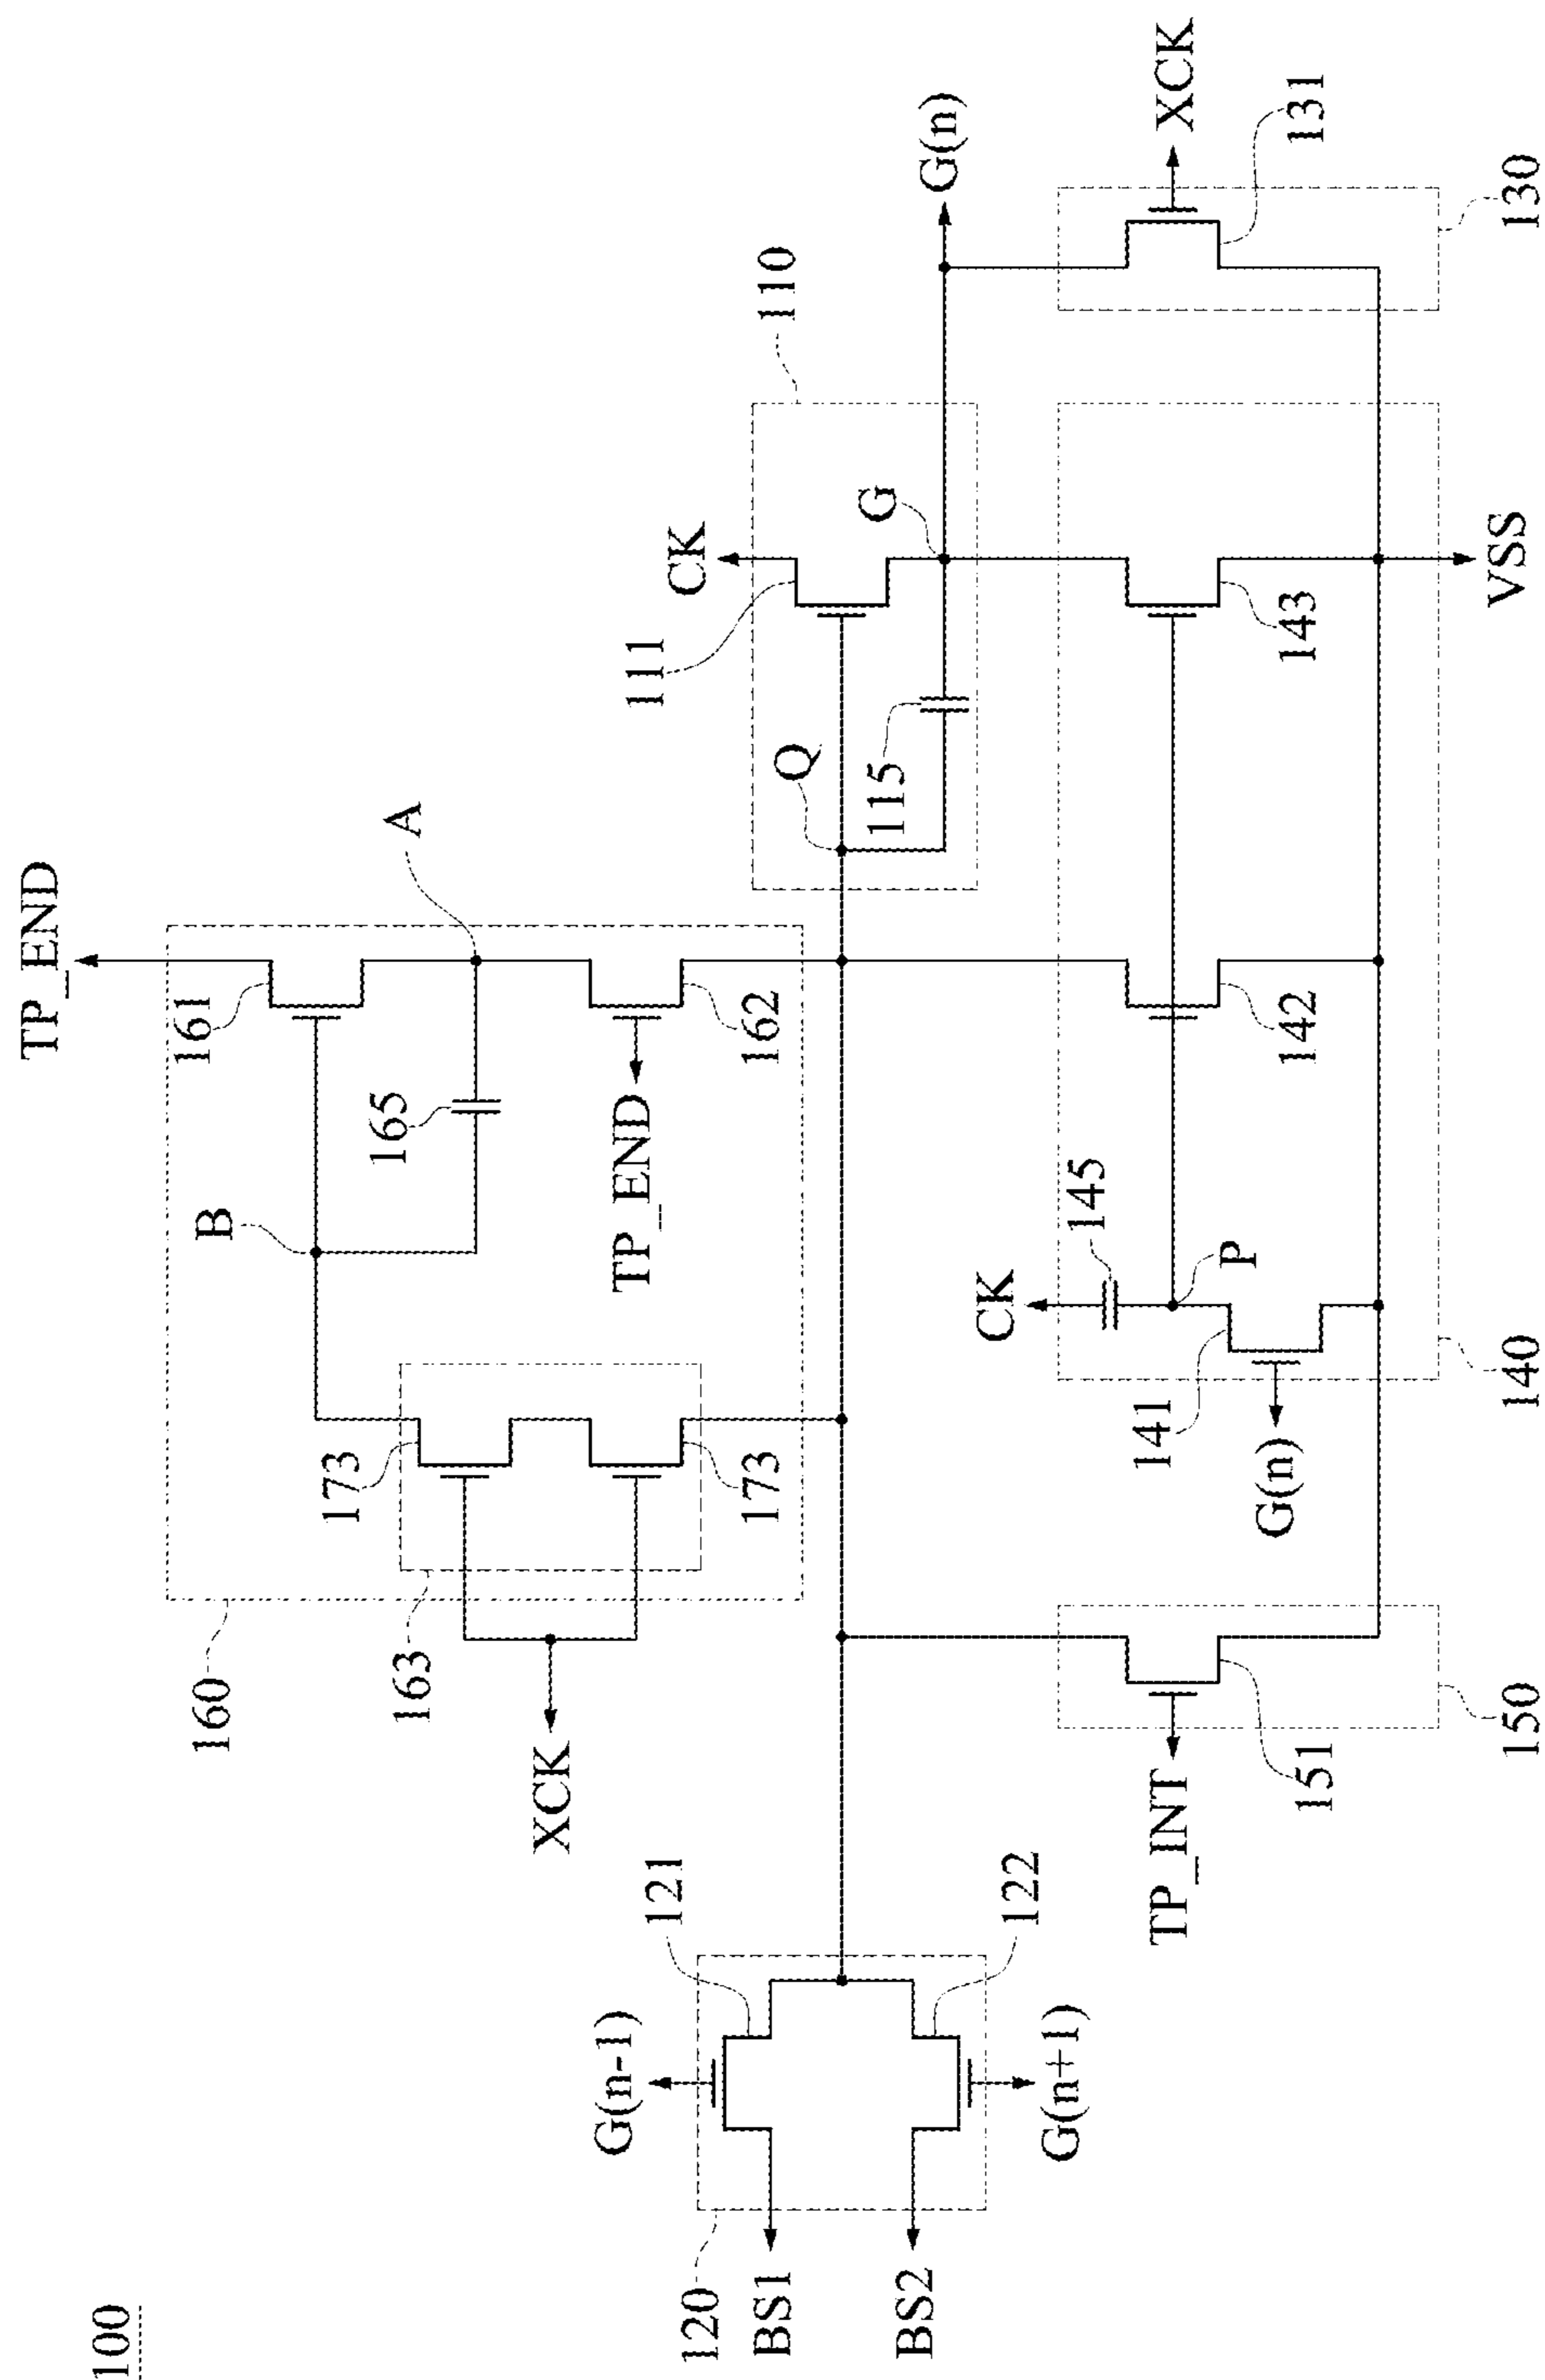 100
TP_END
161
A
B
165
162
TP_END
173
173
163
160
XCK
CK
110
111
Q
G
115
G(n)
G(n-1)
121
122
G(n+1)
120
BS1
BS2
CK
145
P
141
G(n)
142
143
140
XCK
131
130
TP_INT
151
150
VSS